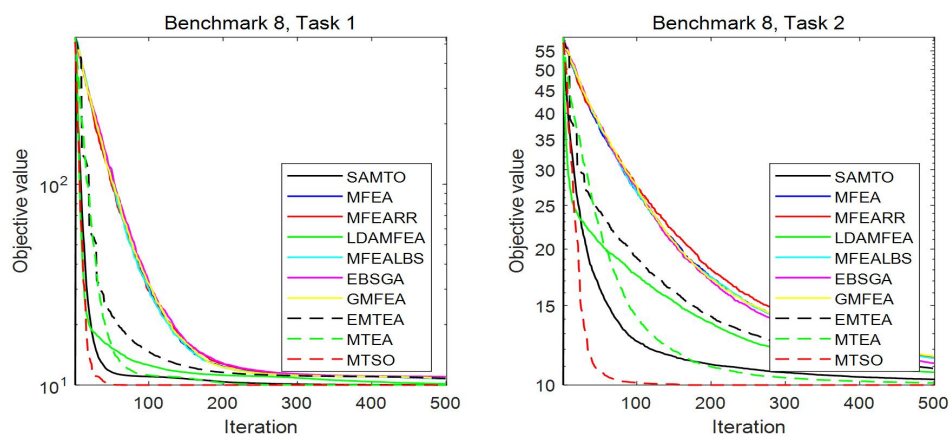 Benchmark 8, Task 1
Objective value
10^2
10^1
SAMTO
MFEA
MFEARR
LDAMFEA
MFEALBS
EBSGA
GMFEA
EMTEA
MTEA
MTSO
100
200
300
400
500
Iteration
Benchmark 8, Task 2
Objective value
55
50
45
40
35
30
25
20
15
10
SAMTO
MFEA
MFEARR
LDAMFEA
MFEALBS
EBSGA
GMFEA
EMTEA
MTEA
MTSO
100
200
300
400
500
Iteration